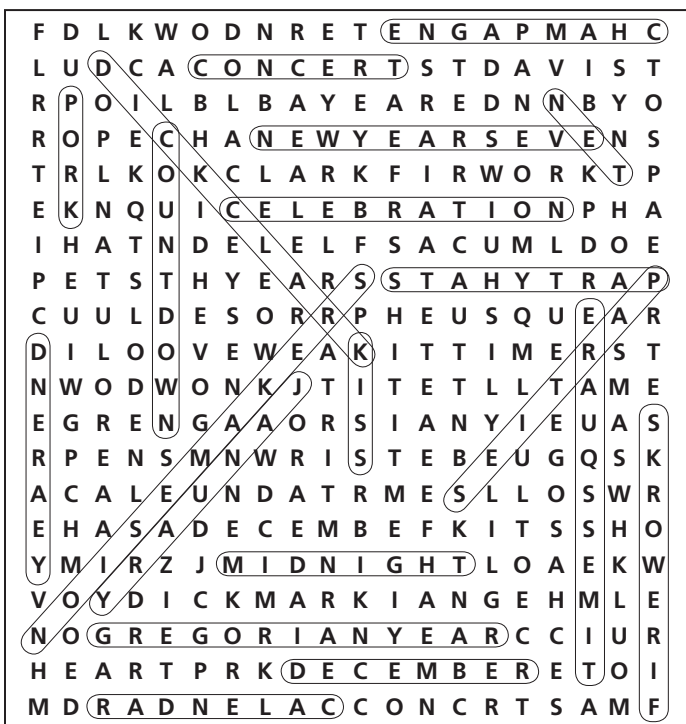 F D L K W O D N R E T E N G A P M A H C
L U D C A C O N C E R T S T D A V I S T
R P O I L B L B A Y E A R E D N N B Y O
R O P E C H A N E W Y E A R S E V E N S
T R L K O K C L A R K F I R W O R K T P
E K N Q U I C E L E B R A T I O N P H A
I H A T N D E L E L F S A C U M L D O E
P E T S T H Y E A R S S T A H Y T R A P
C U U L D E S O R R P H E U S Q U E A R
D I L O O V E W E A K I T T I M E R S T
N W O D W O N K J T I T E T L L T A M E
E G R E N G A A O R S I A N Y I E U A S
R P E N S M N W R I S T E B E U G Q S K
A C A L E U N D A T R M E S L L O S W R
E H A S A D E C E M B E F K I T S S H O
Y M I R Z J M I D N I G H T L O A E K W
V O Y D I C K M A R K I A N G E H M L E
N O G R E G O R I A N Y E A R C C I U R
H E A R T P R K D E C E M B E R E T O I
M D R A D N E L A C C O N C R T S A M F